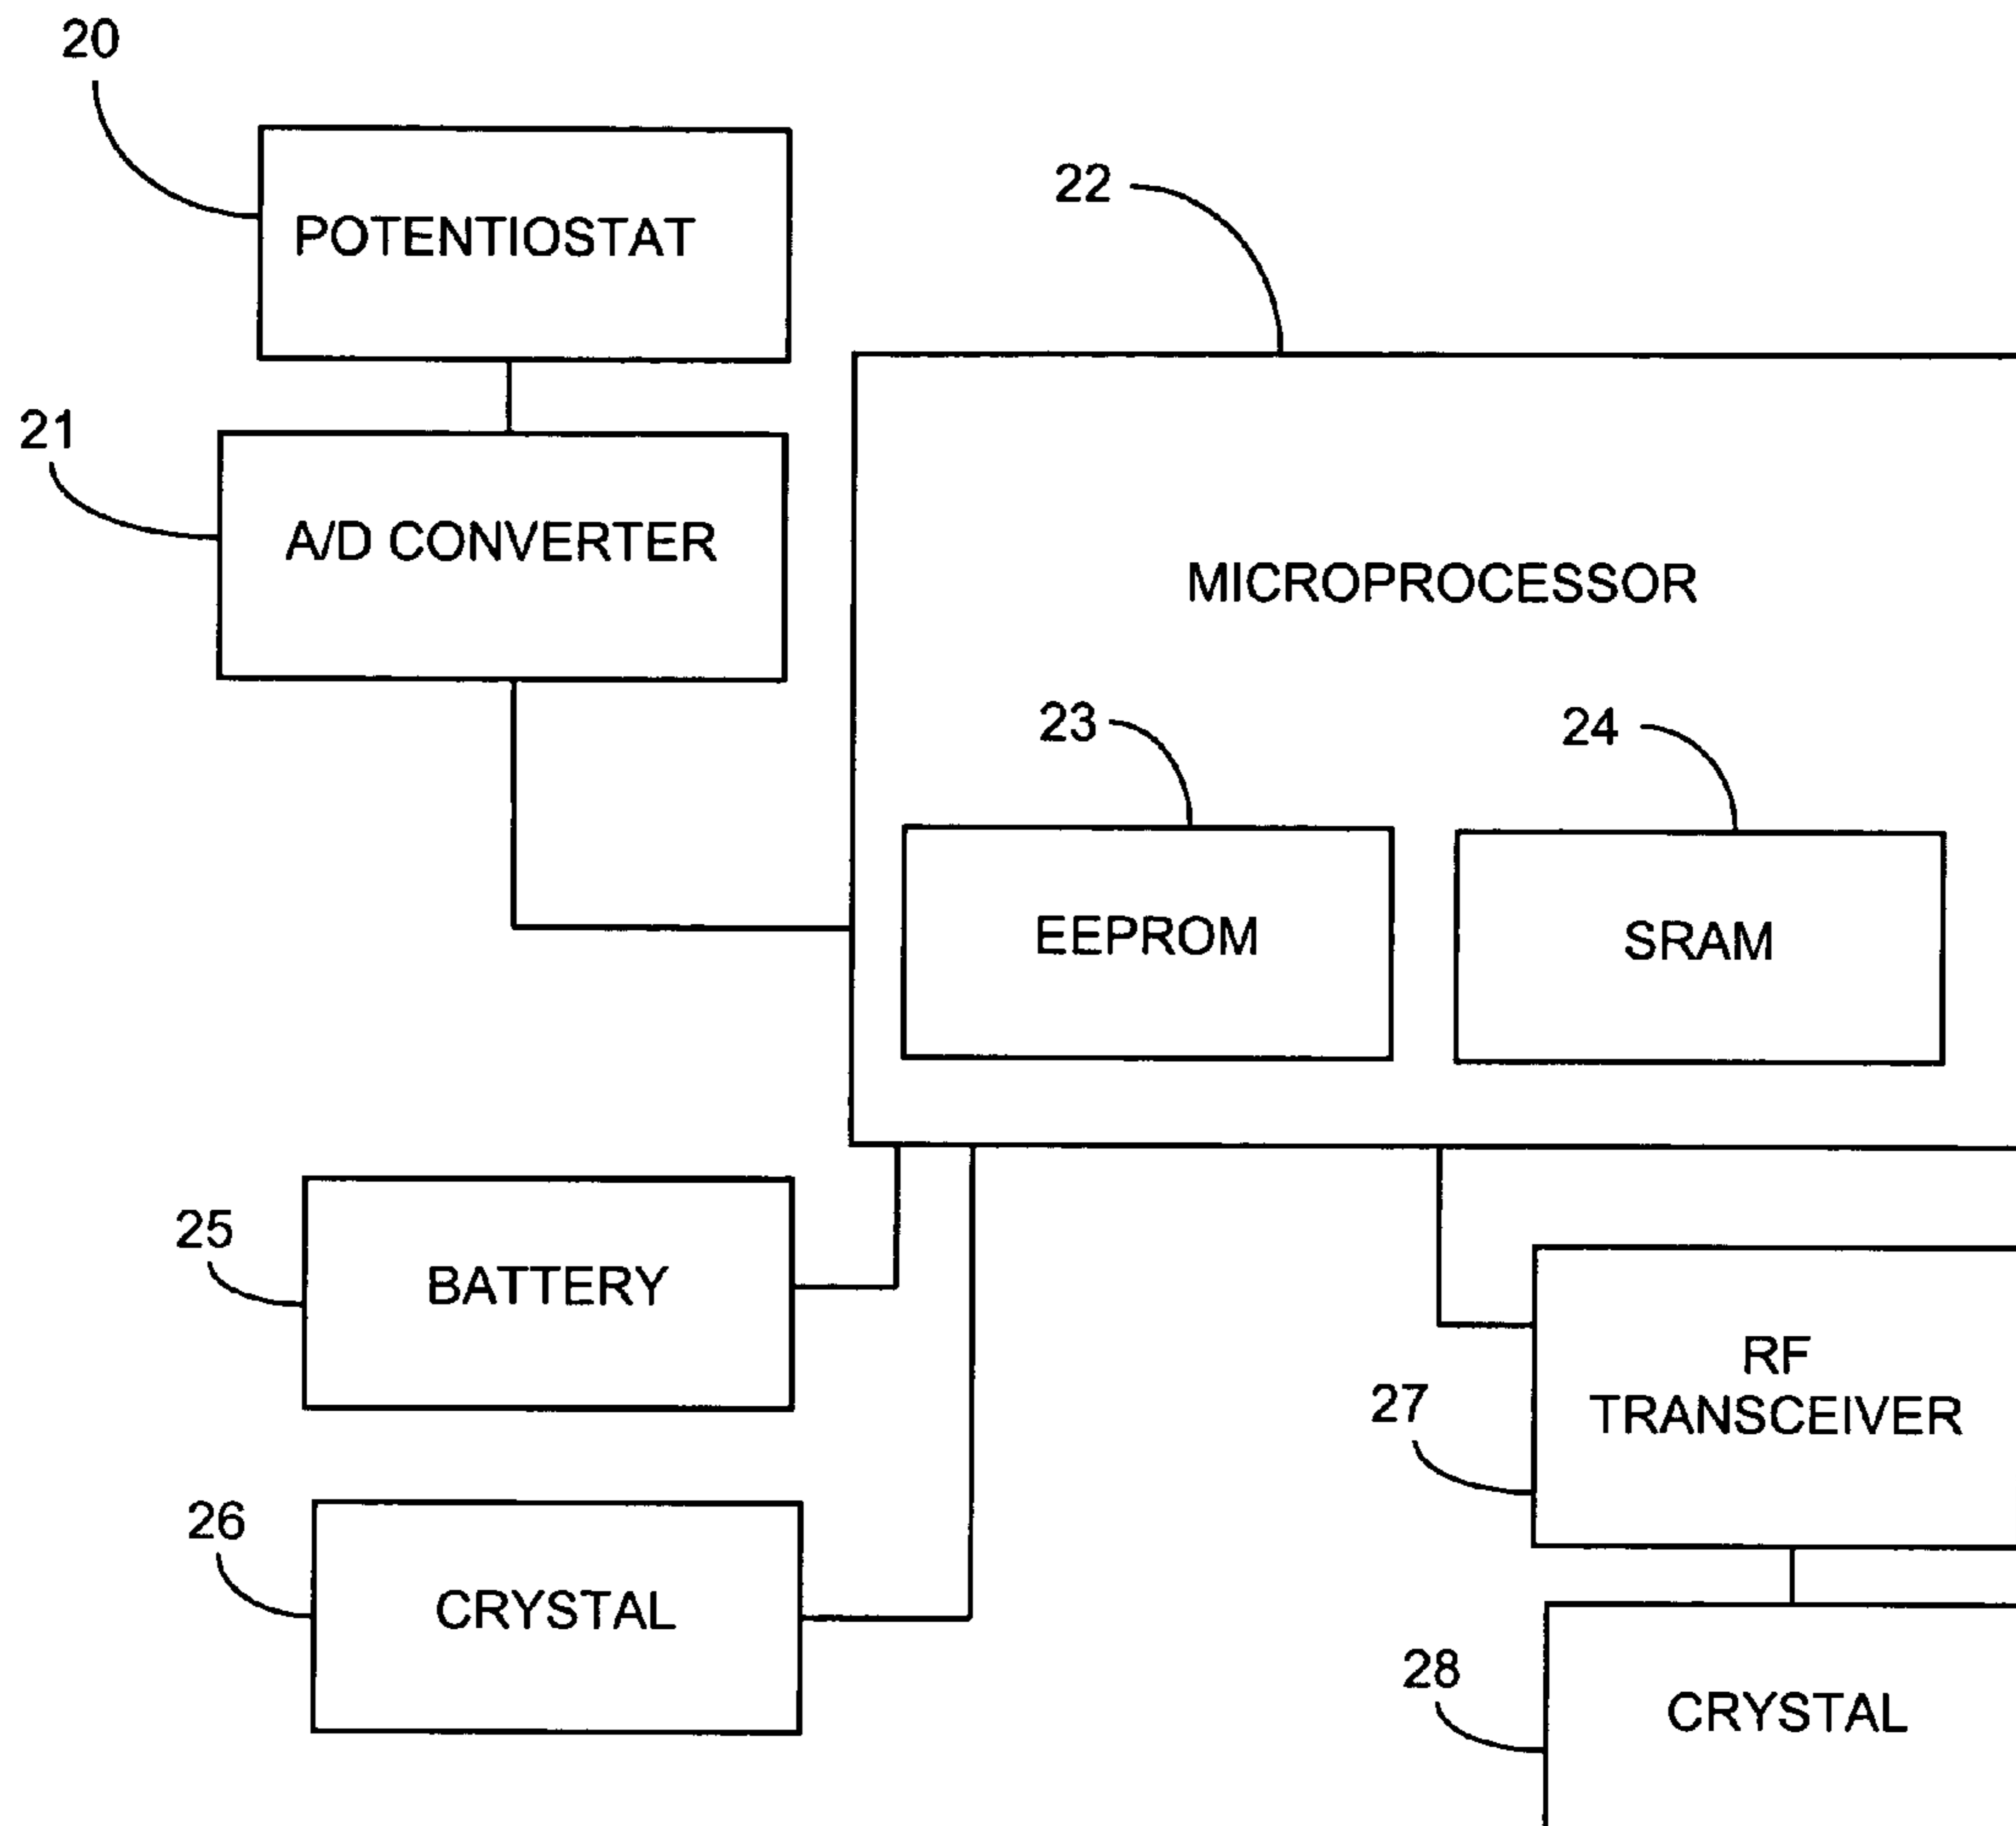 20
POTENTIOSTAT
22
21
A/D CONVERTER
MICROPROCESSOR
23
24
EEPROM
SRAM
25
BATTERY
RF
TRANSCEIVER
27
26
CRYSTAL
28
CRYSTAL